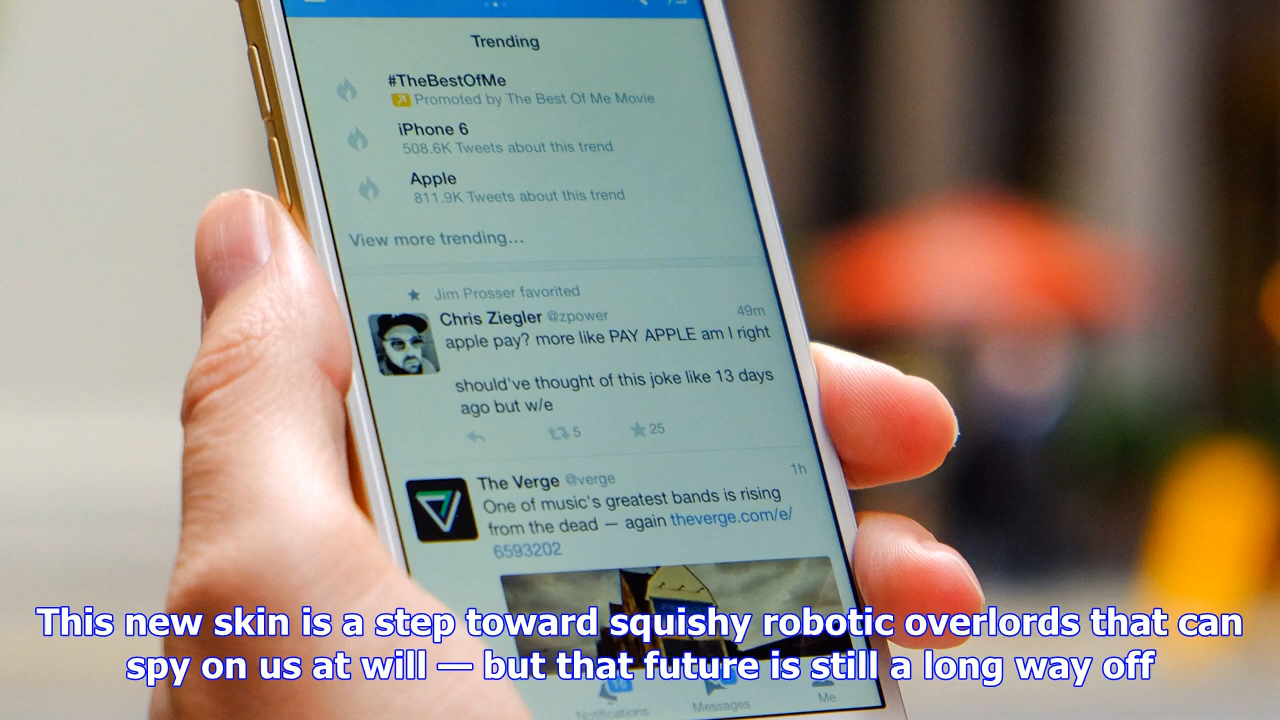 Trending
#TheBestOfMe
Promoted by The Best Of Me Movie
iPhone 6
508.6K Tweets about this trend
Apple
811.9K Tweets about this trend
View more trending...
Jim Prosser favorited
Chris Ziegler @zpower 49m
apple pay? more like PAY APPLE am I right
should've thought of this joke like 13 days
ago but w/e
5 25
The Verge @verge 1h
One of music's greatest bands is rising
from the dead — again theverge.com/e/
6593202
This new skin is a step toward squishy robotic overlords that can
spy on us at will — but that future is still a long way off
Notifications Messages Me